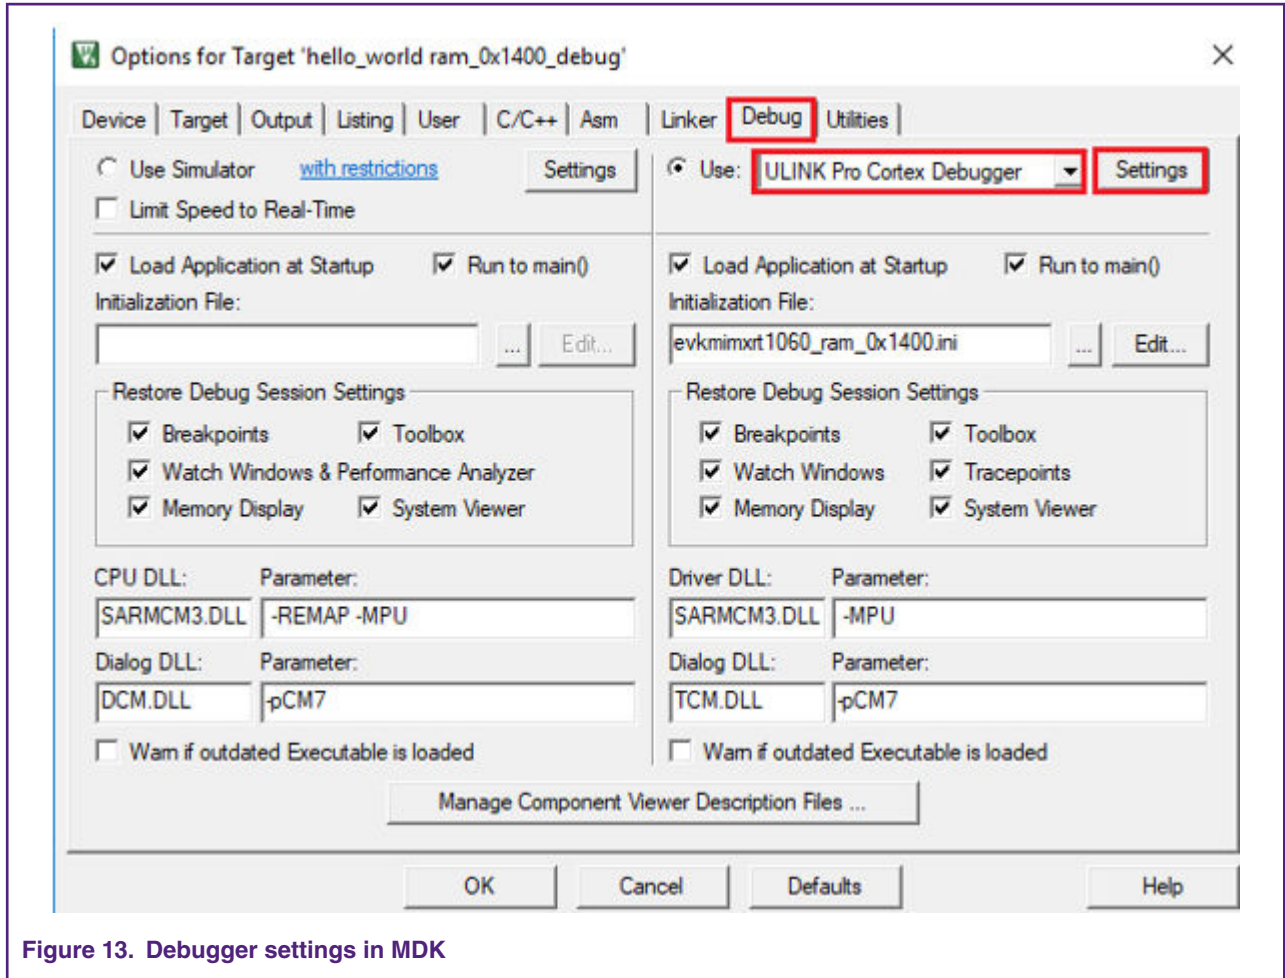 Options for Target 'hello_world ram_0x1400_debug'
Device Target Output Listing User C/C++ Asm Linker Debug Utilities
Use Simulator with restrictions Settings
Limit Speed to Real-Time
Use: ULINK Pro Cortex Debugger Settings
Load Application at Startup Run to main()
Initialization File:
... Edit...
Restore Debug Session Settings
Breakpoints Toolbox
Watch Windows & Performance Analyzer
Memory Display System Viewer
CPU DLL: Parameter:
SARMCM3.DLL -REMAP -MPU
Dialog DLL: Parameter:
DCM.DLL -pCM7
Warn if outdated Executable is loaded
Load Application at Startup Run to main()
Initialization File:
evkmimxrt1060_ram_0x1400.ini ... Edit...
Restore Debug Session Settings
Breakpoints Toolbox
Watch Windows Tracepoints
Memory Display System Viewer
Driver DLL: Parameter:
SARMCM3.DLL -MPU
Dialog DLL: Parameter:
TCM.DLL -pCM7
Warn if outdated Executable is loaded
Manage Component Viewer Description Files ...
OK Cancel Defaults Help
Figure 13. Debugger settings in MDK